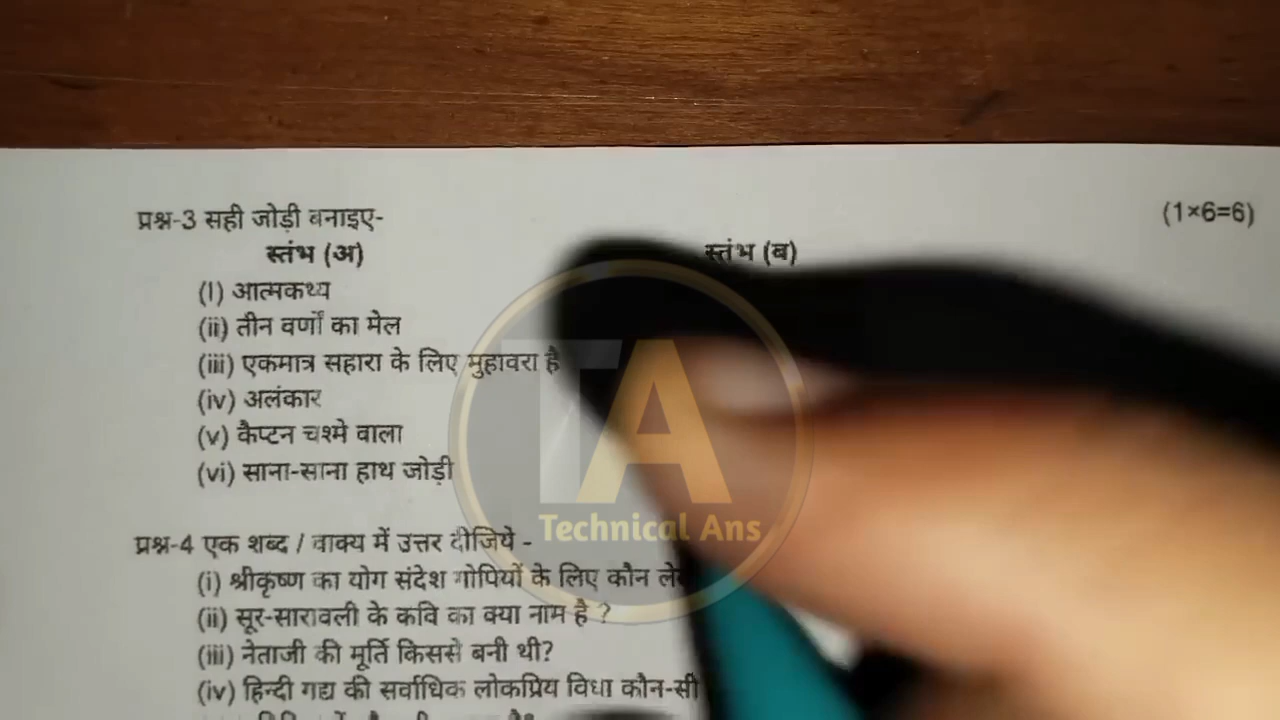 प्रश्न-3 सही जोड़ी बनाइए-
(1×6=6)
स्तंभ (अ)
स्तंभ (ब)
(I) आत्मकथ्य
(ii) तीन वर्णों का मेल
(iii) एकमात्र सहारा के लिए मुहावरा है
(iv) अलंकार
(v) कैप्टन चश्मे वाला
(vi) साना-साना हाथ जोड़ी
TA
Technical Ans
प्रश्न-4 एक शब्द / वाक्य में उत्तर दीजिये -
(i) श्रीकृष्ण का योग संदेश गोपियों के लिए कौन
(ii) सूर-सारावली के कवि का क्या नाम है ?
(iii) नेताजी की मूर्ति किससे बनी थी?
(iv) हिन्दी गद्य की सर्वाधिक लोकप्रिय विधा कौन-सी